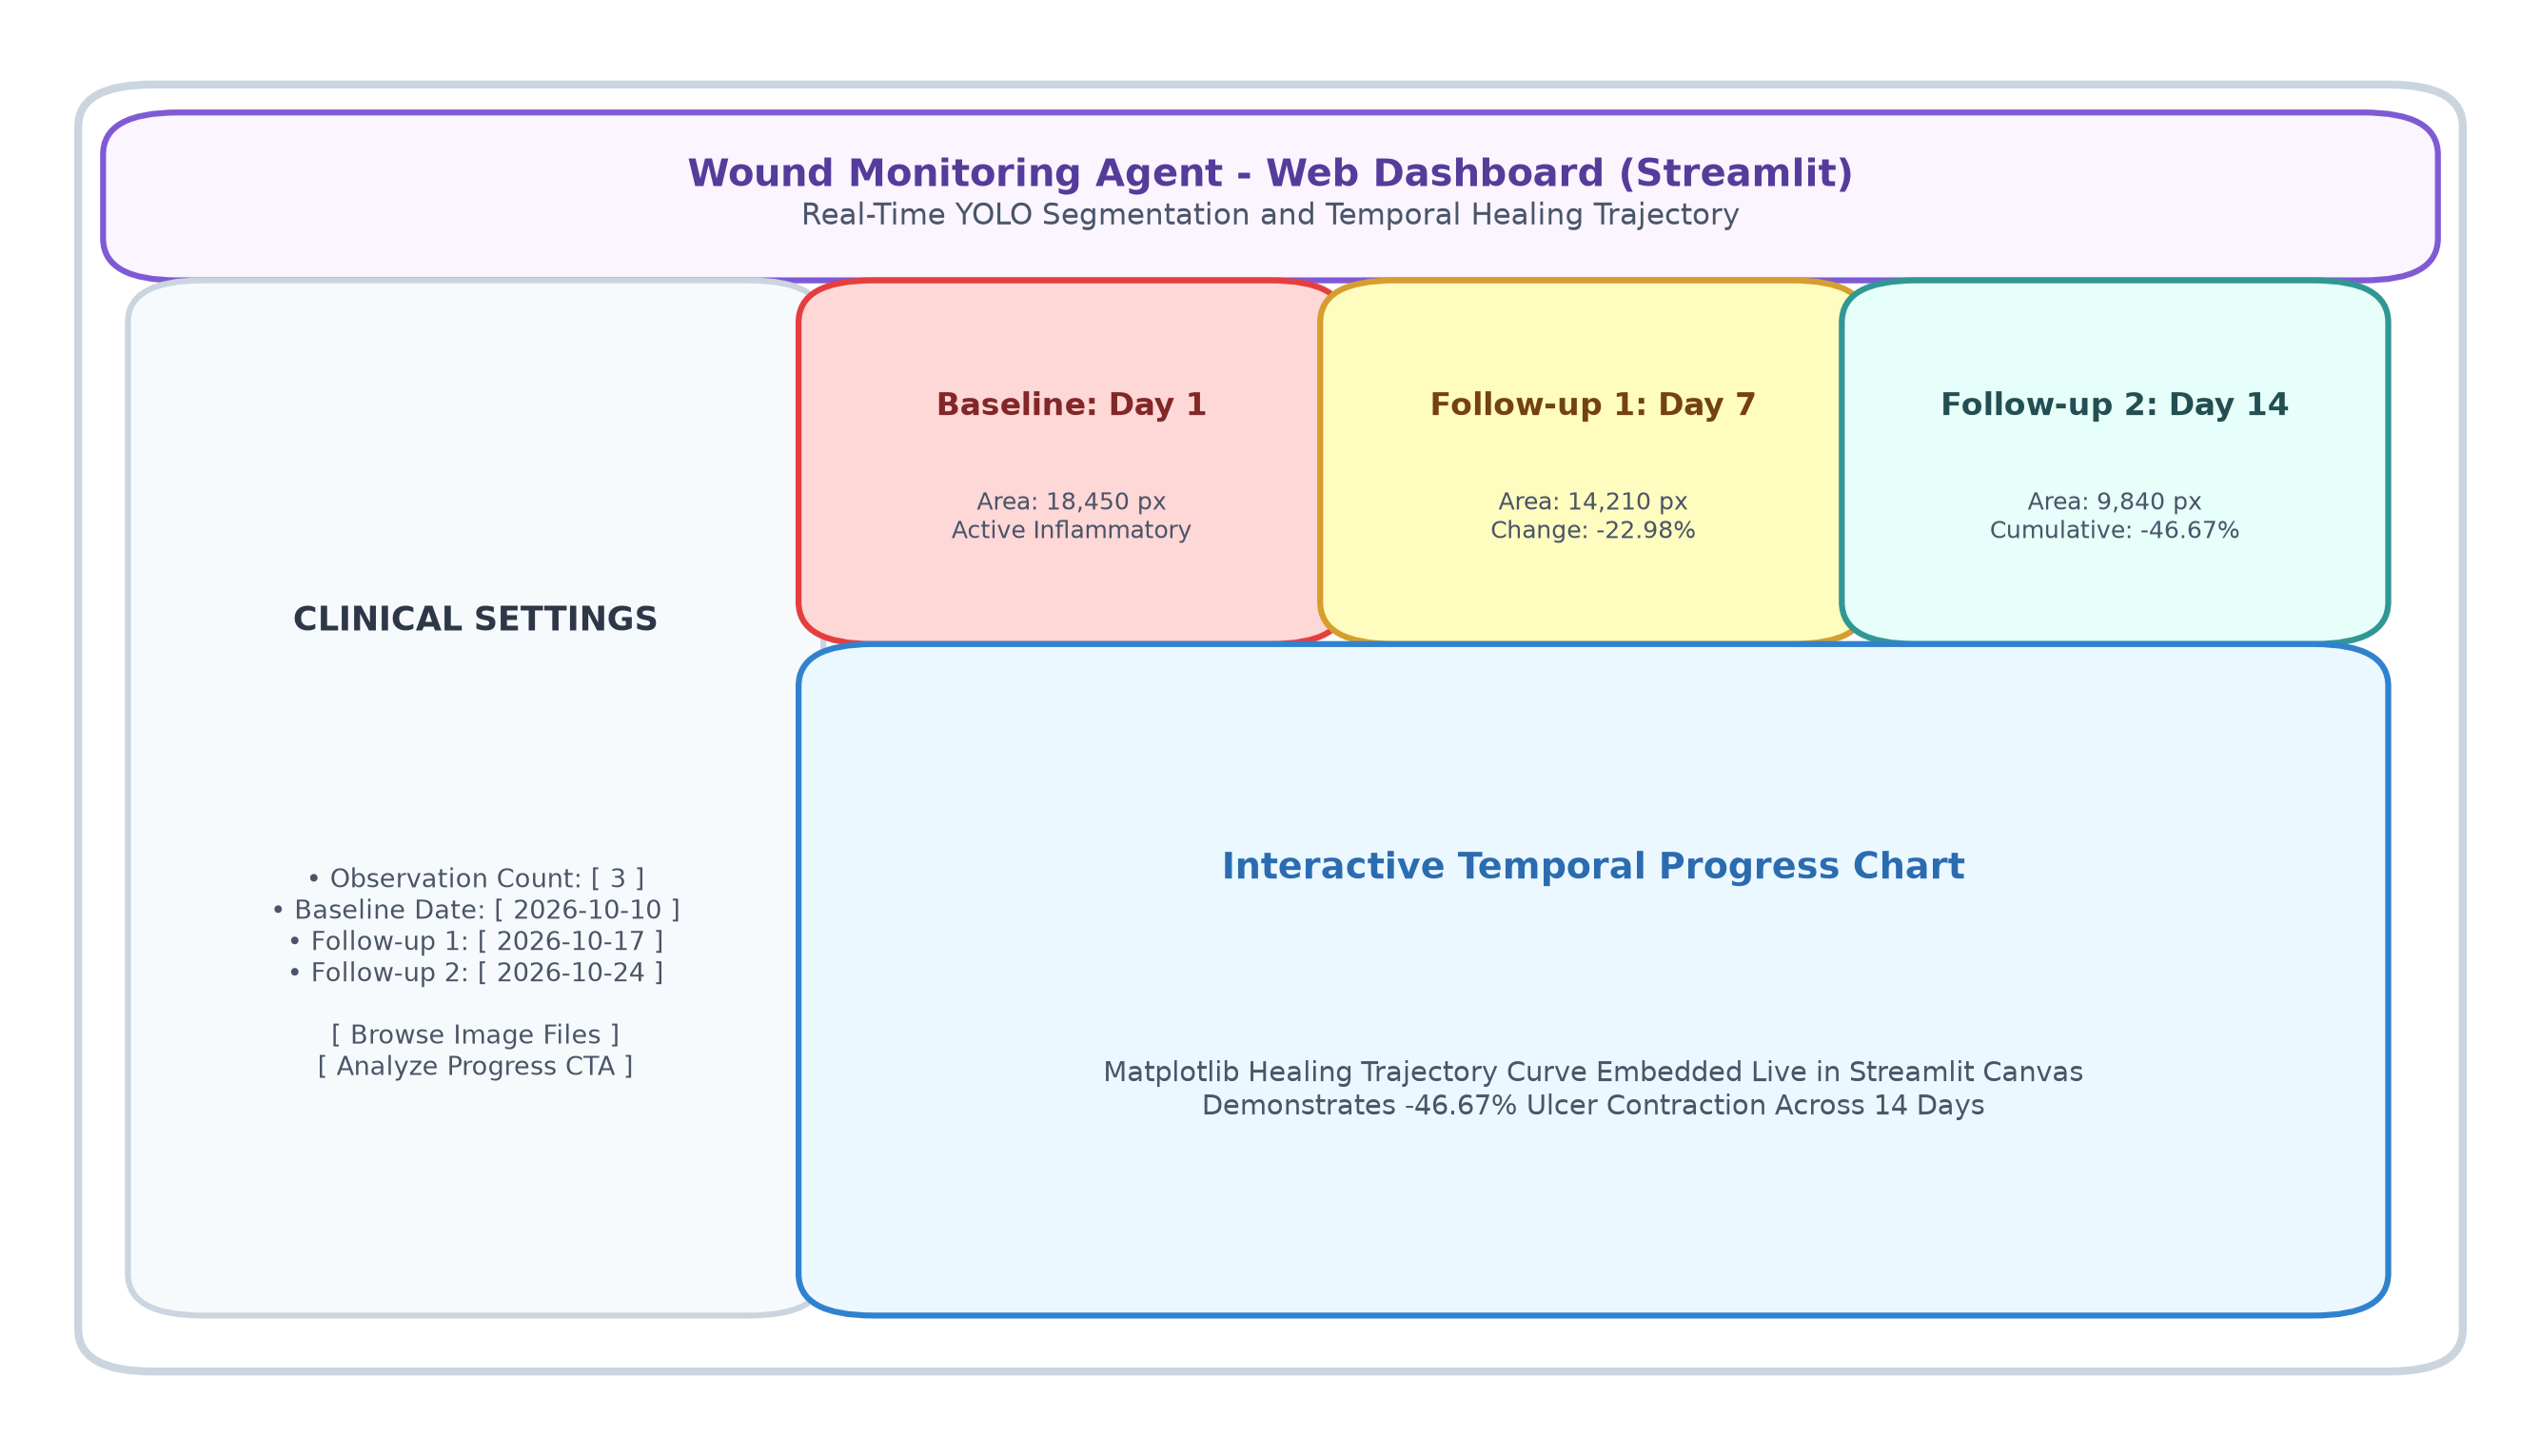 Wound Monitoring Agent - Web Dashboard (Streamlit)
Real-Time YOLO Segmentation and Temporal Healing Trajectory
CLINICAL SETTINGS
• Observation Count: [ 3 ]
• Baseline Date: [ 2026-10-10 ]
• Follow-up 1: [ 2026-10-17 ]
• Follow-up 2: [ 2026-10-24 ]
[ Browse Image Files ]
[ Analyze Progress CTA ]
Baseline: Day 1
Area: 18,450 px
Active Inflammatory
Follow-up 1: Day 7
Area: 14,210 px
Change: -22.98%
Follow-up 2: Day 14
Area: 9,840 px
Cumulative: -46.67%
Interactive Temporal Progress Chart
Matplotlib Healing Trajectory Curve Embedded Live in Streamlit Canvas
Demonstrates -46.67% Ulcer Contraction Across 14 Days